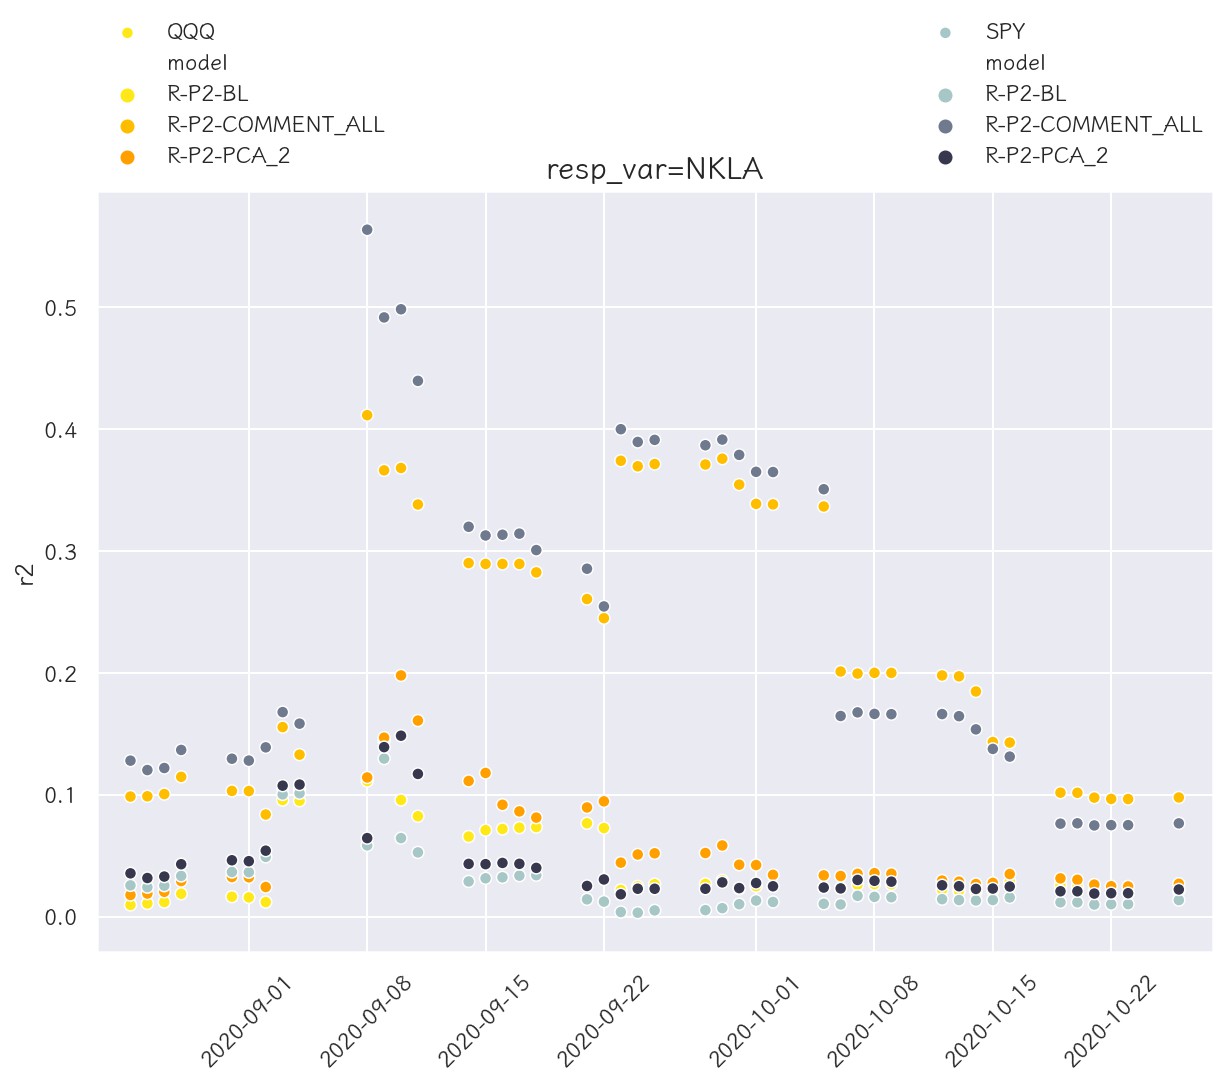 QQQ
model
R-P2-BL
R-P2-COMMENT_ALL
R-P2-PCA_2
SPY
model
R-P2-BL
R-P2-COMMENT_ALL
R-P2-PCA_2
resp_var=NKLA
0.5
0.4
0.3
0.2
0.1
0.0
r2
2020-09-01
2020-09-08
2020-09-15
2020-09-22
2020-10-01
2020-10-08
2020-10-15
2020-10-22